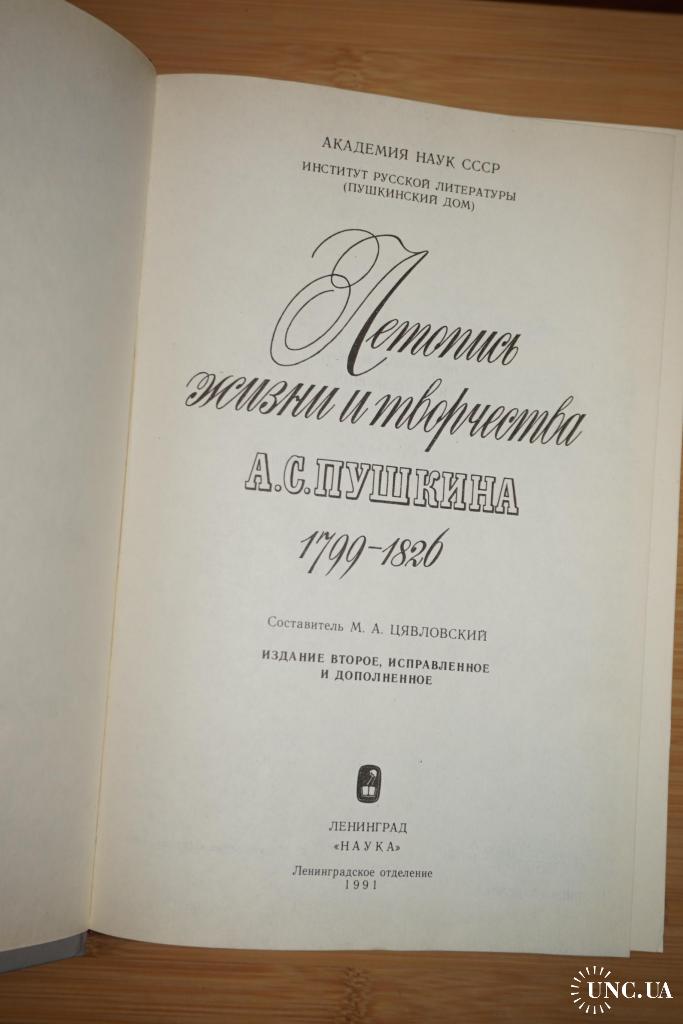 АКАДЕМИЯ НАУК СССР
ИНСТИТУТ РУССКОЙ ЛИТЕРАТУРЫ
(ПУШКИНСКИЙ ДОМ)
Летопись
жизни и творчества
А.С.ПУШКИНА
1799-1826
Составитель М. А. ЦЯВЛОВСКИЙ
ИЗДАНИЕ ВТОРОЕ, ИСПРАВЛЕННОЕ
И ДОПОЛНЕННОЕ
ЛЕНИНГРАД
«НАУКА»
Ленинградское отделение
1991
UNC.UA